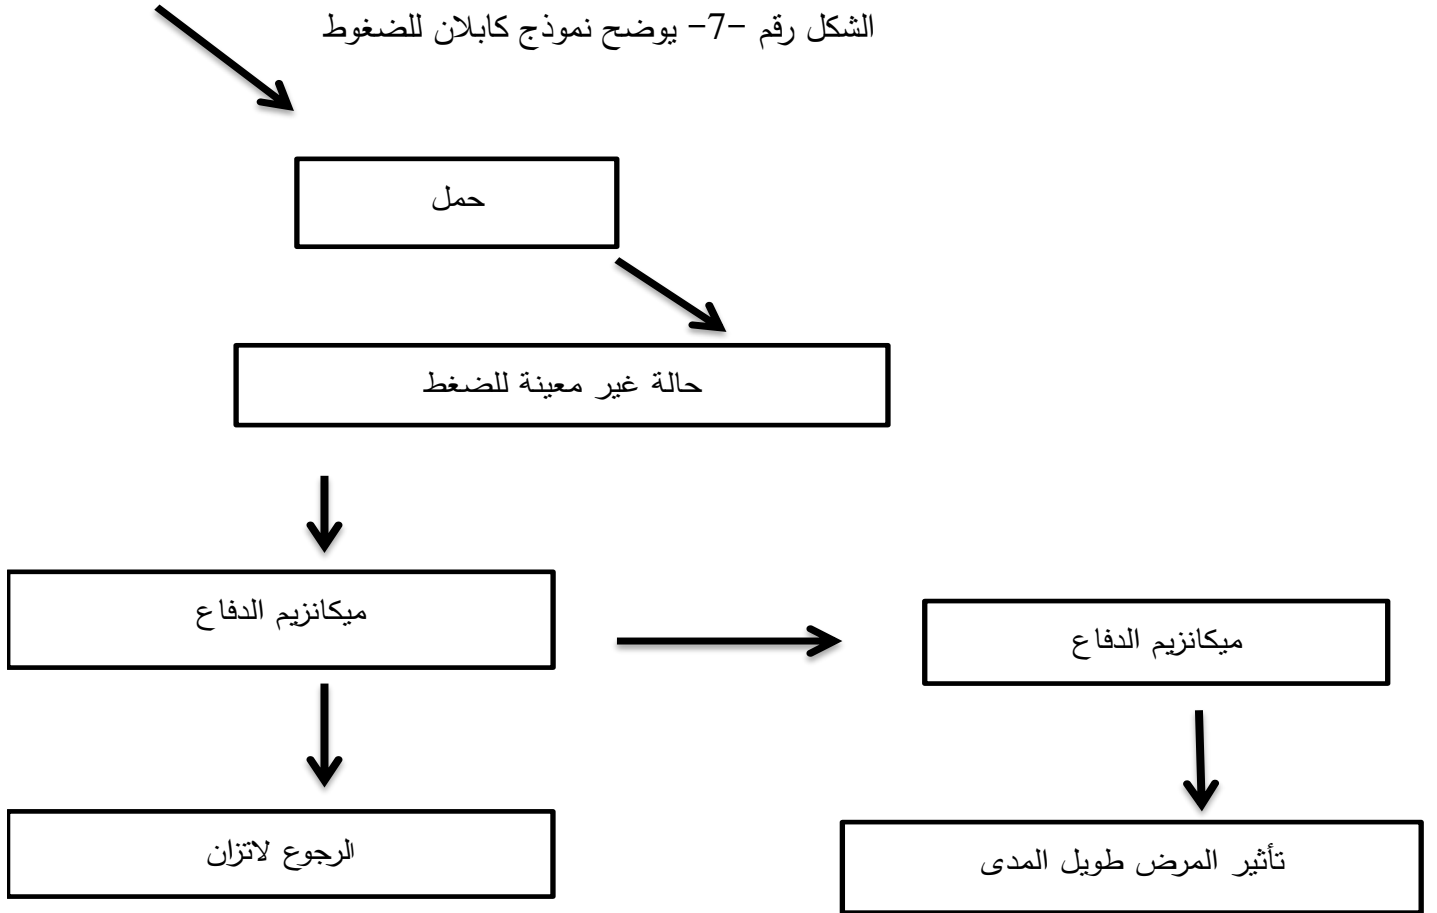 الشكل رقم -7- يوضح نموذج كابلان للضغوط
حمل
حالة غير معينة للضغط
ميكانزيم الدفاع
ميكانزيم الدفاع
الرجوع لاتزان
تأثير المرض طويل المدى